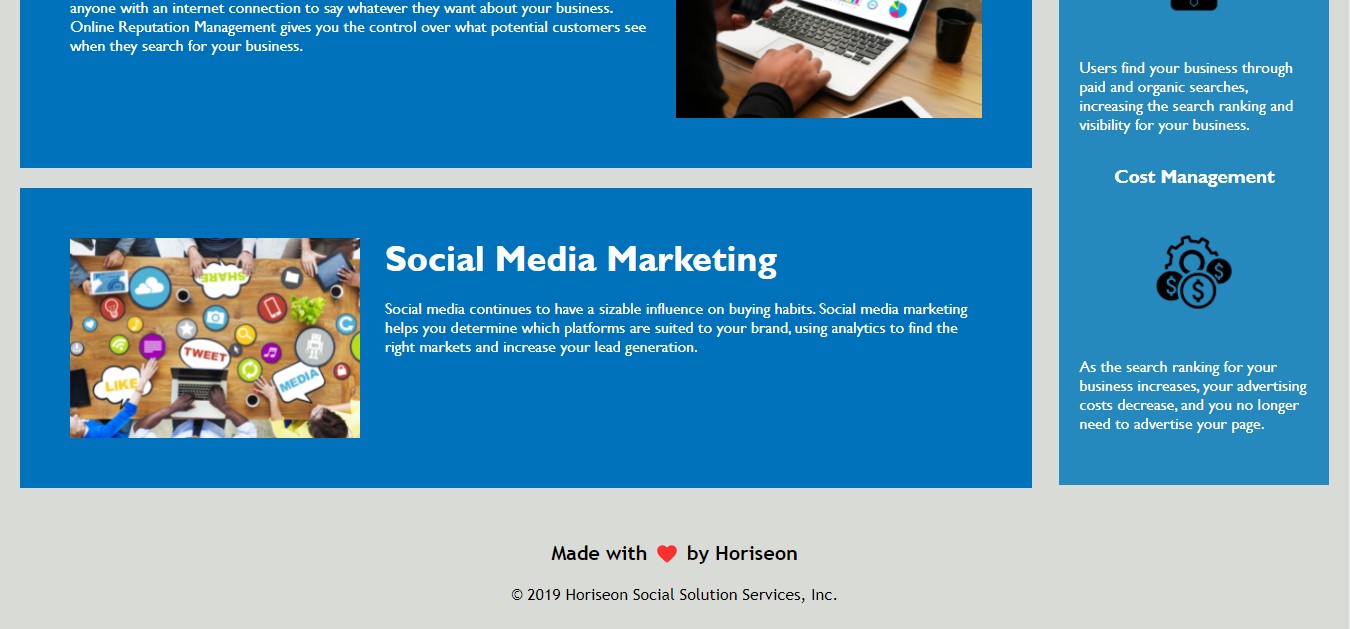 anyone with an internet connection to say whatever they want about your business.
Online Reputation Management gives you the control over what potential customers see
when they search for your business.
Social Media Marketing
Social media continues to have a sizable influence on buying habits. Social media marketing
helps you determine which platforms are suited to your brand, using analytics to find the
right markets and increase your lead generation.
SHARE
TWEET
LIKE
MEDIA
Users find your business through
paid and organic searches,
increasing the search ranking and
visibility for your business.
Cost Management
$ $ $
As the search ranking for your
business increases, your advertising
costs decrease, and you no longer
need to advertise your page.
Made with ❤️ by Horiseon
© 2019 Horiseon Social Solution Services, Inc.